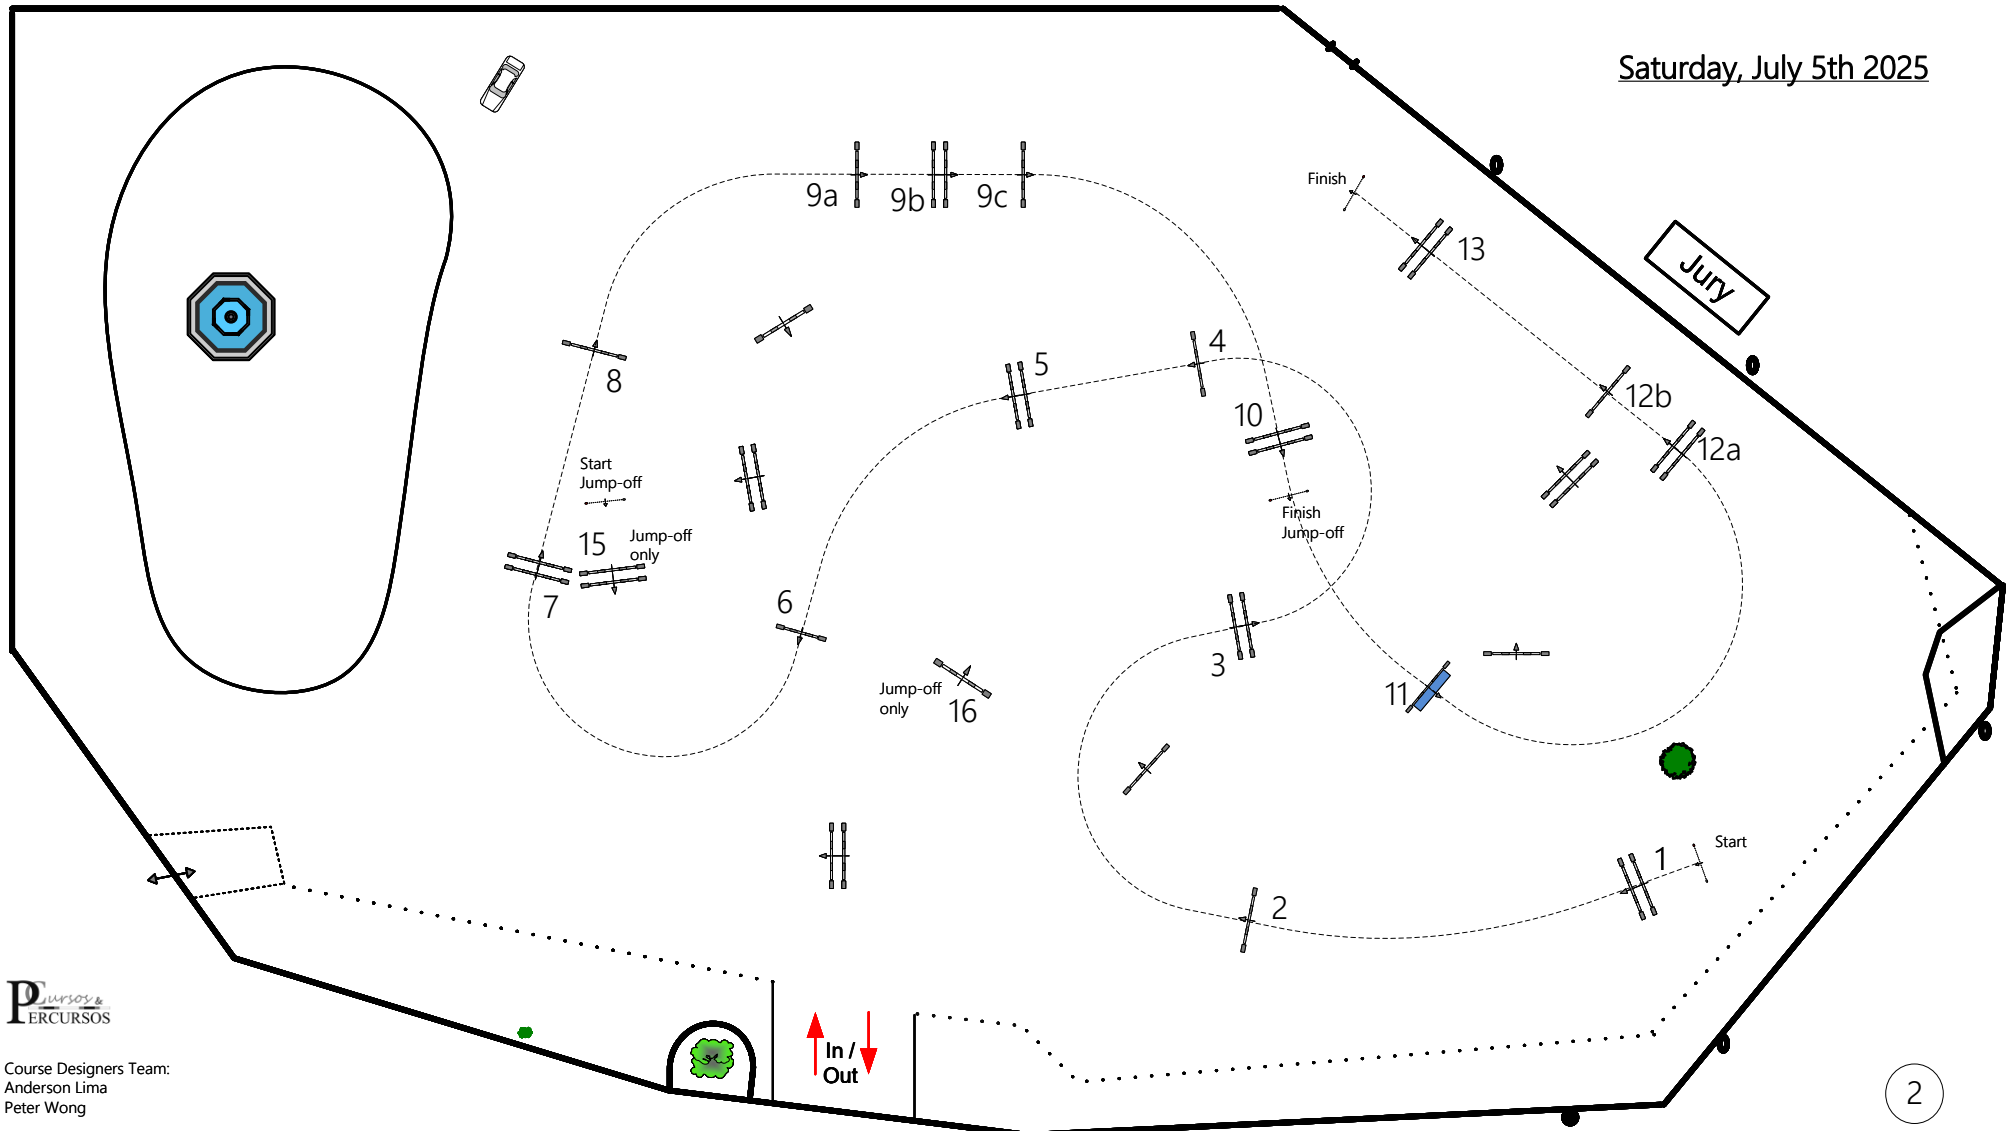 Saturday, July 5th 2025
Finish
13
Jury
9a
9b
9c
4
5
8
10
12b
12a
Start
Jump-off
Finish
Jump-off
15
Jump-off
only
7
6
3
Jump-off
only
16
11
Start
1
2
In /
Out
PCursos &
PERCURSOS
Course Designers Team:
Anderson Lima
Peter Wong
2